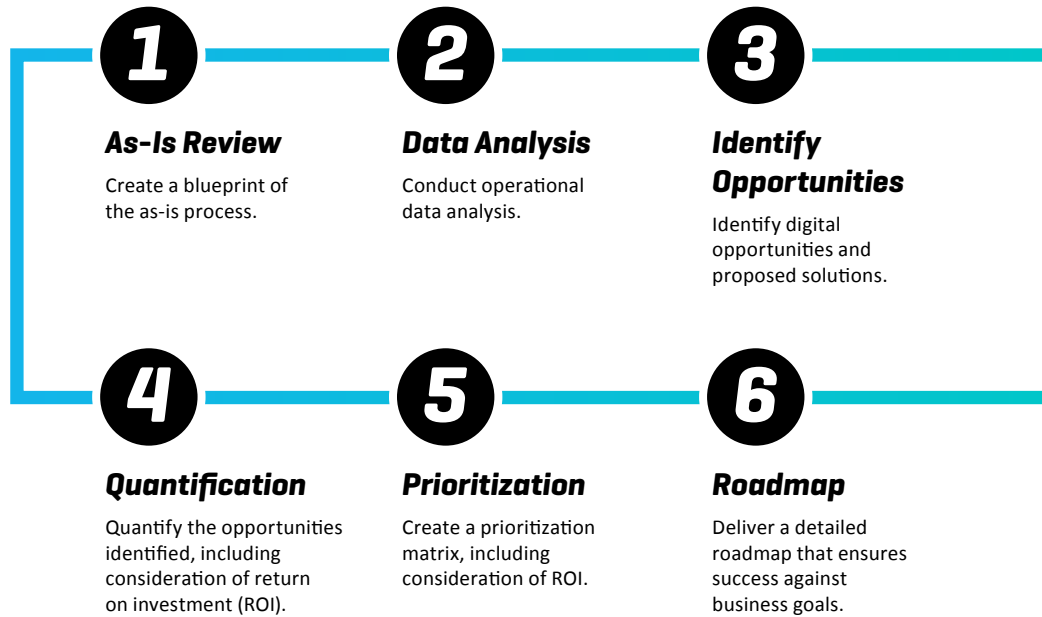 1
As-Is Review
Create a blueprint of
the as-is process.
2
Data Analysis
Conduct operational
data analysis.
3
Identify
Opportunities
Identify digital
opportunities and
proposed solutions.
4
Quantification
Quantify the opportunities
identified, including
consideration of return
on investment (ROI).
5
Prioritization
Create a prioritization
matrix, including
consideration of ROI.
6
Roadmap
Deliver a detailed
roadmap that ensures
success against
business goals.